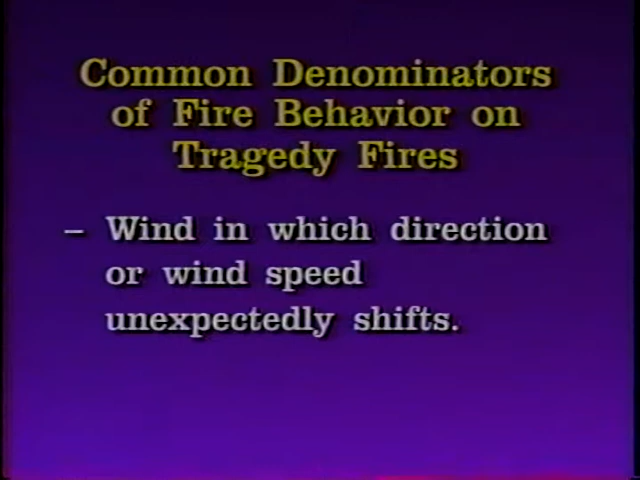 Common Denominators
of Fire Behavior on
Tragedy Fires
– Wind in which direction
or wind speed
unexpectedly shifts.